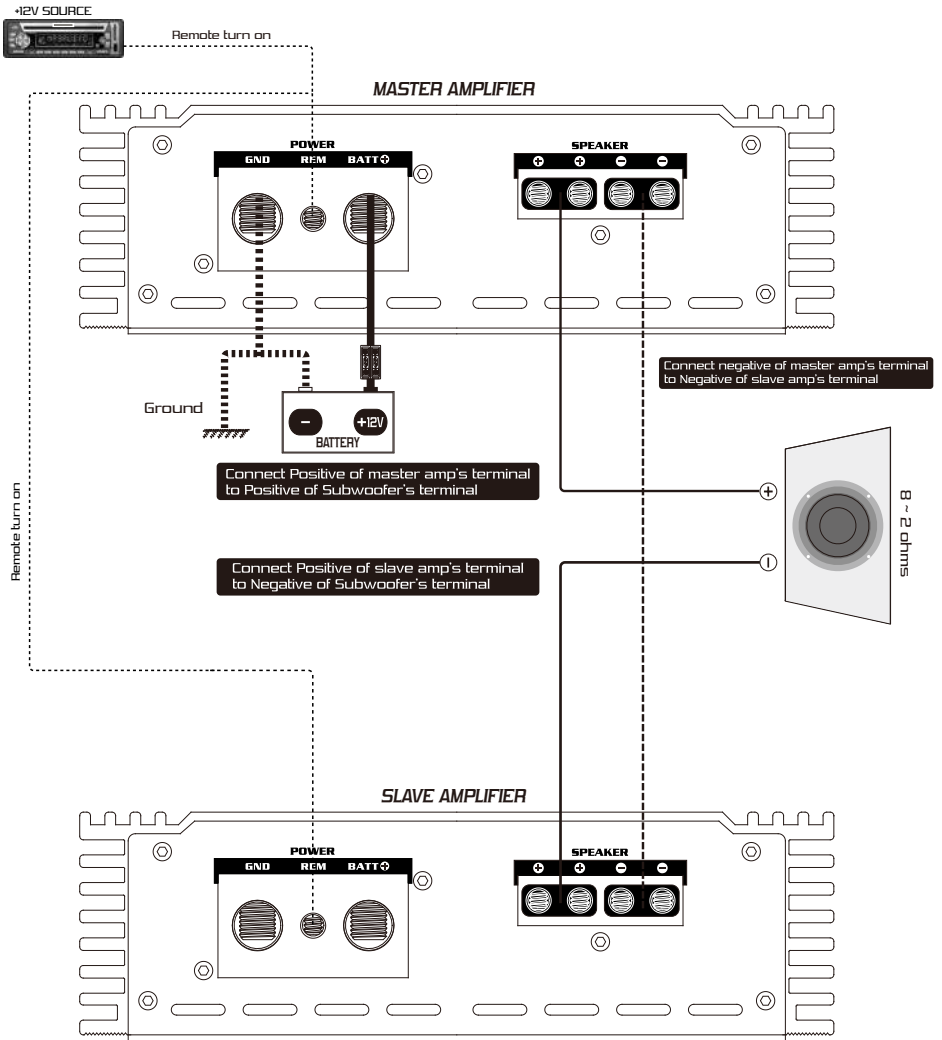 +12V SOURCE
Remote turn on
MASTER AMPLIFIER
POWER
GND REM BATT+
SPEAKER
+ + − −
Connect negative of master amp's terminal
to Negative of slave amp's terminal
Ground
− +12V
BATTERY
Connect Positive of master amp's terminal
to Positive of Subwoofer's terminal
+
8 ~ 2 ohms
Remote turn on
−
Connect Positive of slave amp's terminal
to Negative of Subwoofer's terminal
SLAVE AMPLIFIER
POWER
GND REM BATT+
SPEAKER
+ + − −